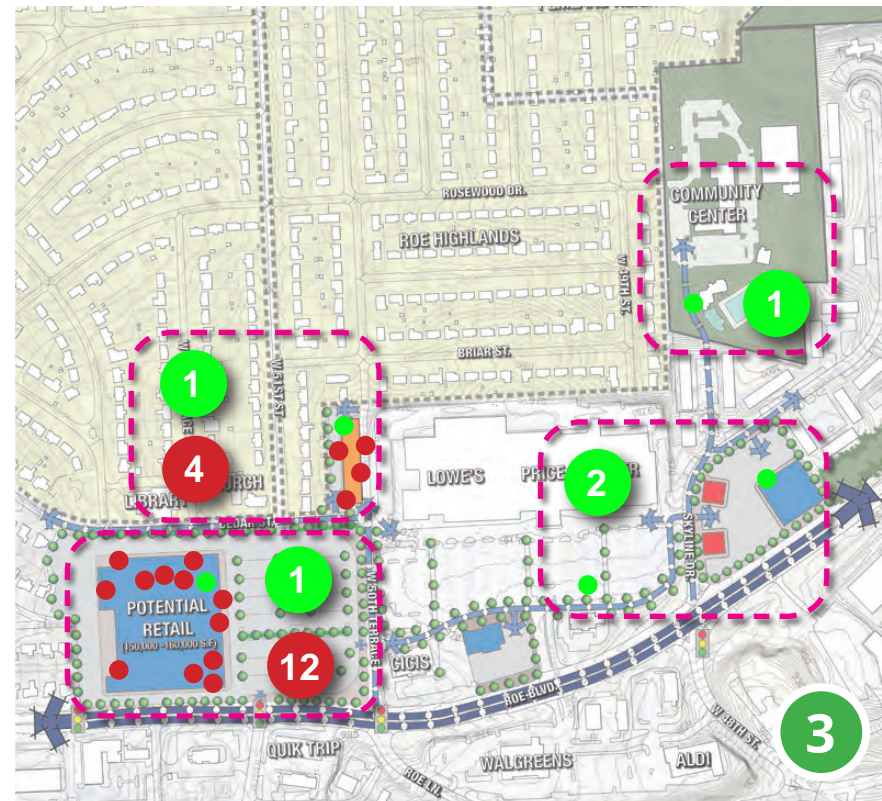 ROSEWOOD DR.
COMMUNITY
CENTER
ROE HIGHLANDS
W 49TH ST.
1
BRIAR ST.
W 51ST ST.
1
4
LOWE'S
2
CEDAR ST.
SKYLINE DR.
1
POTENTIAL
RETAIL
(150,000 -160,000 S.F)
W 50TH TERRACE
12
CICIS
ROE BLVD.
QUIK TRIP
WALGREENS
ALDI
W 48TH ST.
ROE LN.
3